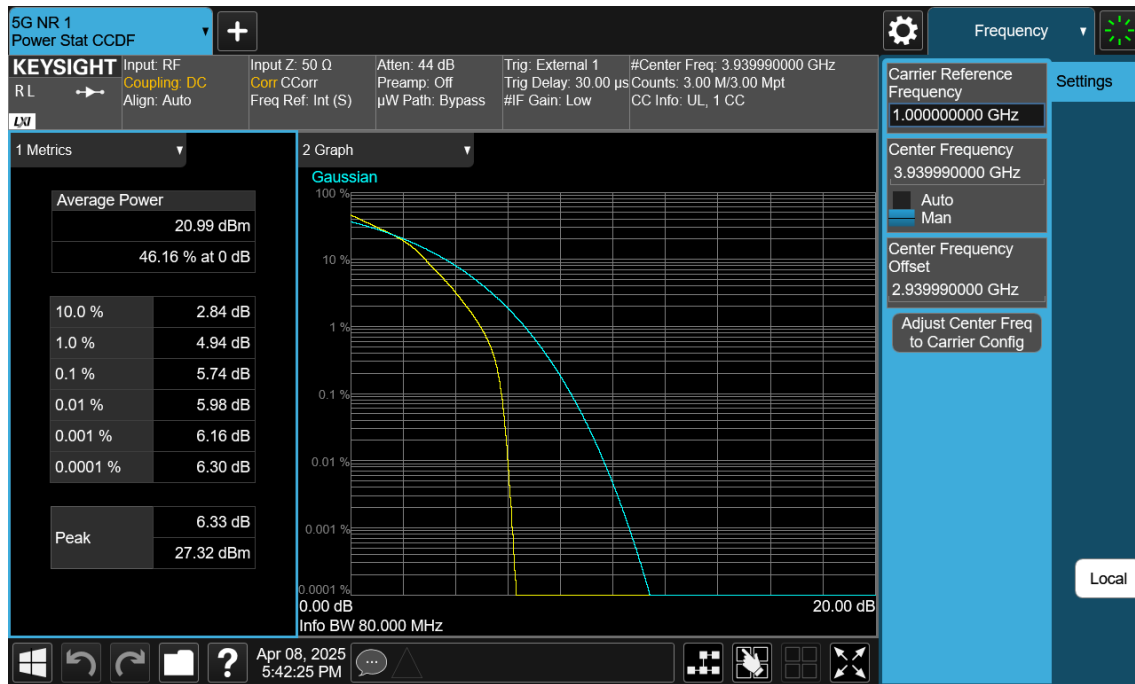 5G NR 1
Power Stat CCDF
Frequency
KEYSIGHT
R L
LXI
Input: RF
Coupling: DC
Align: Auto
Input Z: 50 Ω
Corr CCorr
Freq Ref: Int (S)
Atten: 44 dB
Preamp: Off
µW Path: Bypass
Trig: External 1
Trig Delay: 30.00 µs
#IF Gain: Low
#Center Freq: 3.939990000 GHz
Counts: 3.00 M/3.00 Mpt
CC Info: UL, 1 CC
1 Metrics
Average Power
20.99 dBm
46.16 % at 0 dB
10.0 % 2.84 dB
1.0 % 4.94 dB
0.1 % 5.74 dB
0.01 % 5.98 dB
0.001 % 6.16 dB
0.0001 % 6.30 dB
Peak
6.33 dB
27.32 dBm
2 Graph
Gaussian
100 %
10 %
1 %
0.1 %
0.01 %
0.001 %
0.0001 %
0.00 dB 20.00 dB
Info BW 80.000 MHz
Carrier Reference
Frequency
1.000000000 GHz
Center Frequency
3.939990000 GHz
Auto
Man
Center Frequency
Offset
2.939990000 GHz
Adjust Center Freq
to Carrier Config
Settings
Local
?
Apr 08, 2025
5:42:25 PM